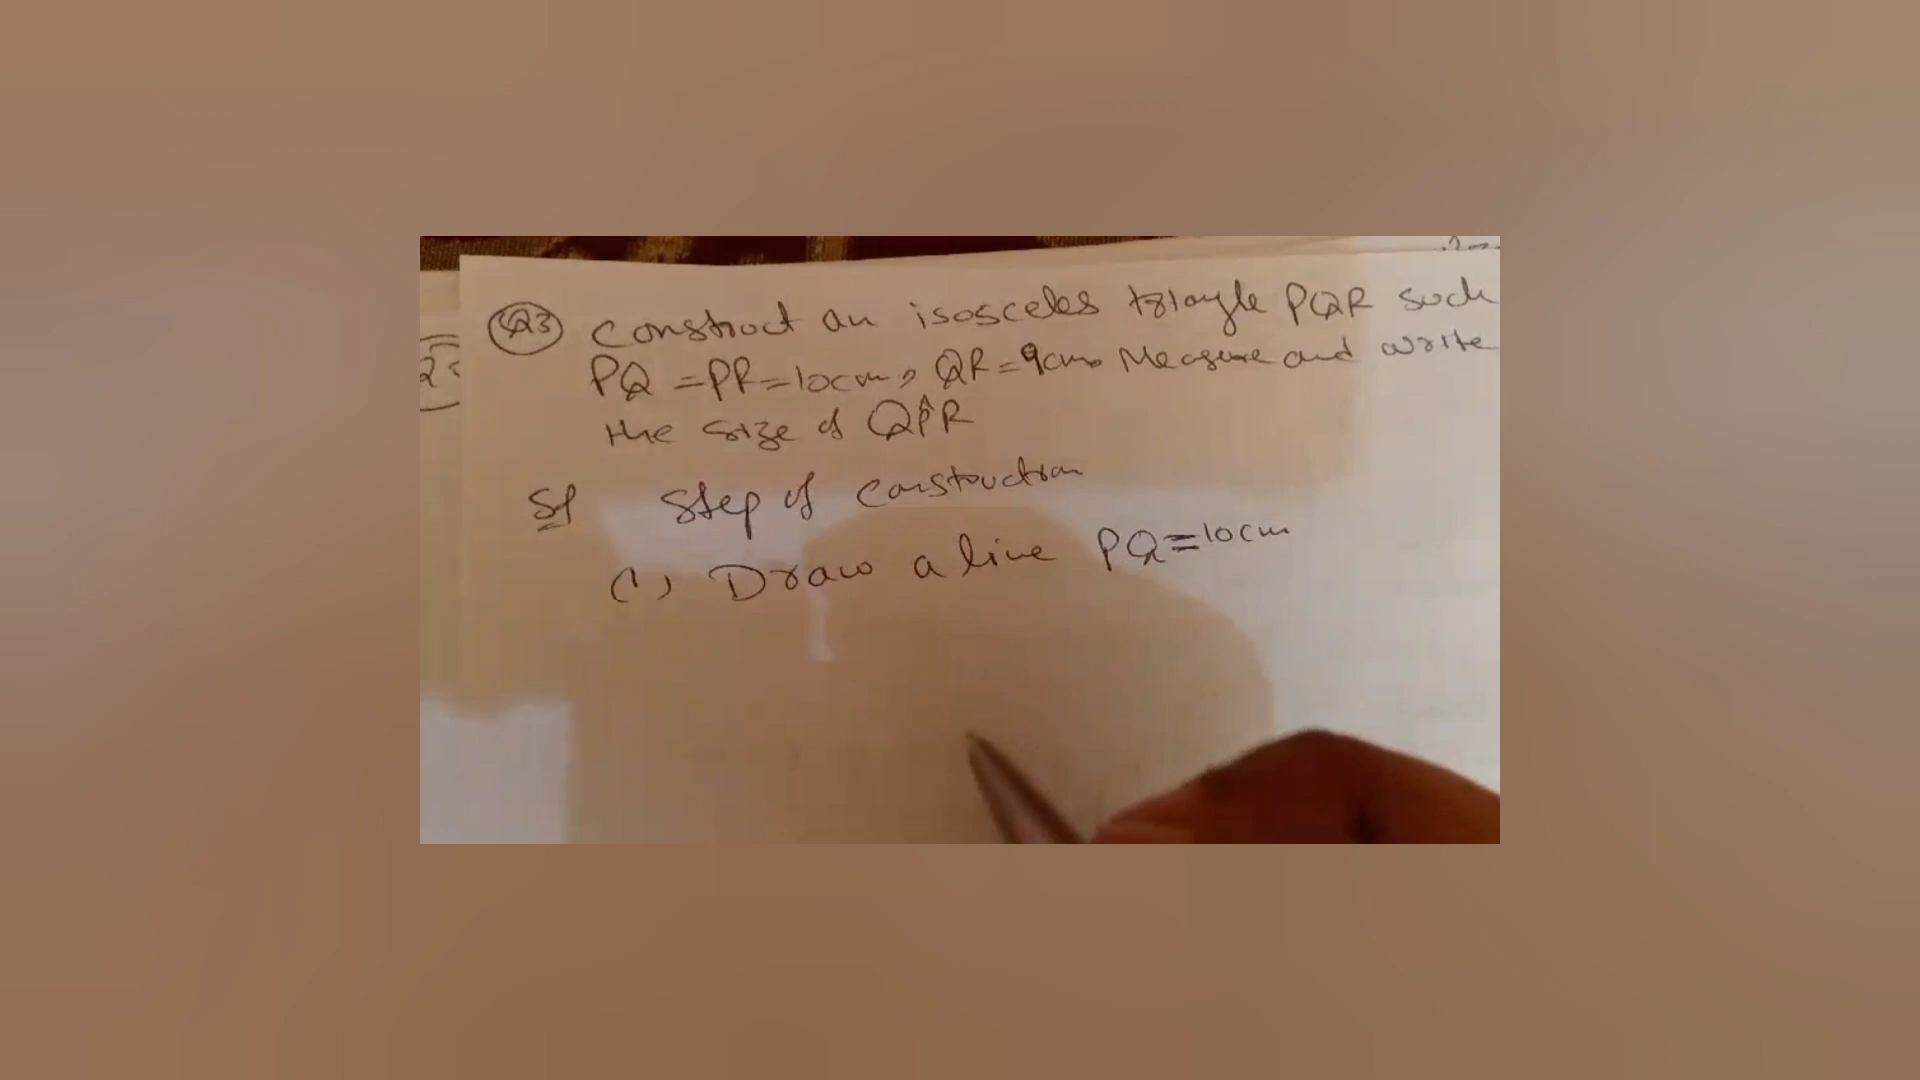 Q3 Construct an isosceles triangle PQR such
PQ = PR = 10cm, QR = 9cm. Measure and write
the size of QP̂R
Sol Step of construction
(1) Draw a line PQ = 10cm